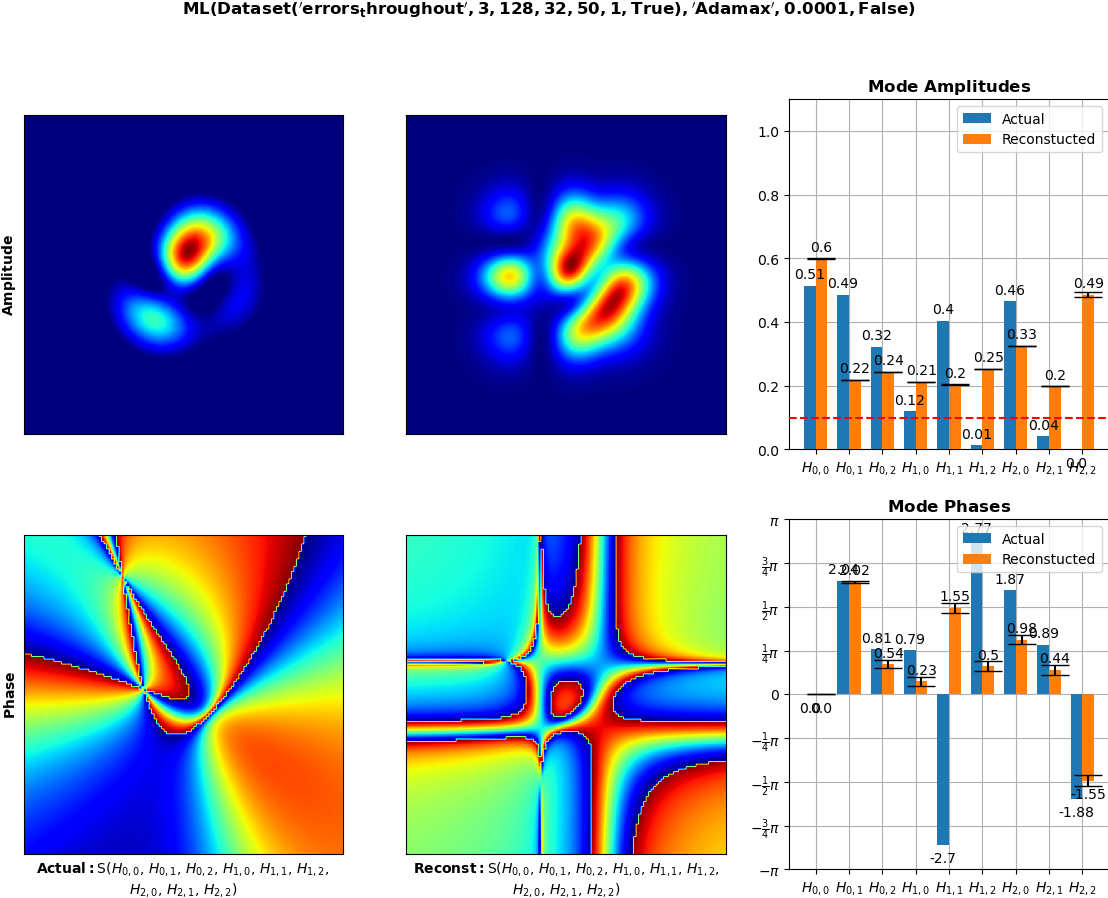 ML(Dataset('errors_throughout', 3, 128, 32, 50, 1, True), 'Adamax', 0.0001, False)
Amplitude
Mode Amplitudes
Actual
Reconstucted
1.0
0.8
0.6
0.4
0.2
0.0
0.51 0.6 0.49 0.22 0.32 0.24 0.12 0.21 0.4 0.2 0.01 0.25 0.46 0.33 0.04 0.2 0.0 0.49
H0,0 H0,1 H0,2 H1,0 H1,1 H1,2 H2,0 H2,1 H2,2
Phase
Actual: S(H0,0, H0,1, H0,2, H1,0, H1,1, H1,2,
H2,0, H2,1, H2,2)
Reconst: S(H0,0, H0,1, H0,2, H1,0, H1,1, H1,2,
H2,0, H2,1, H2,2)
Mode Phases
Actual
Reconstucted
π
3/4π
1/2π
1/4π
0
−1/4π
−1/2π
−3/4π
−π
0.0 0.0 2.02 0.81 0.54 0.79 0.23 -2.7 1.55 2.77 0.5 1.87 0.98 0.89 0.44 -1.88 -1.55
H0,0 H0,1 H0,2 H1,0 H1,1 H1,2 H2,0 H2,1 H2,2